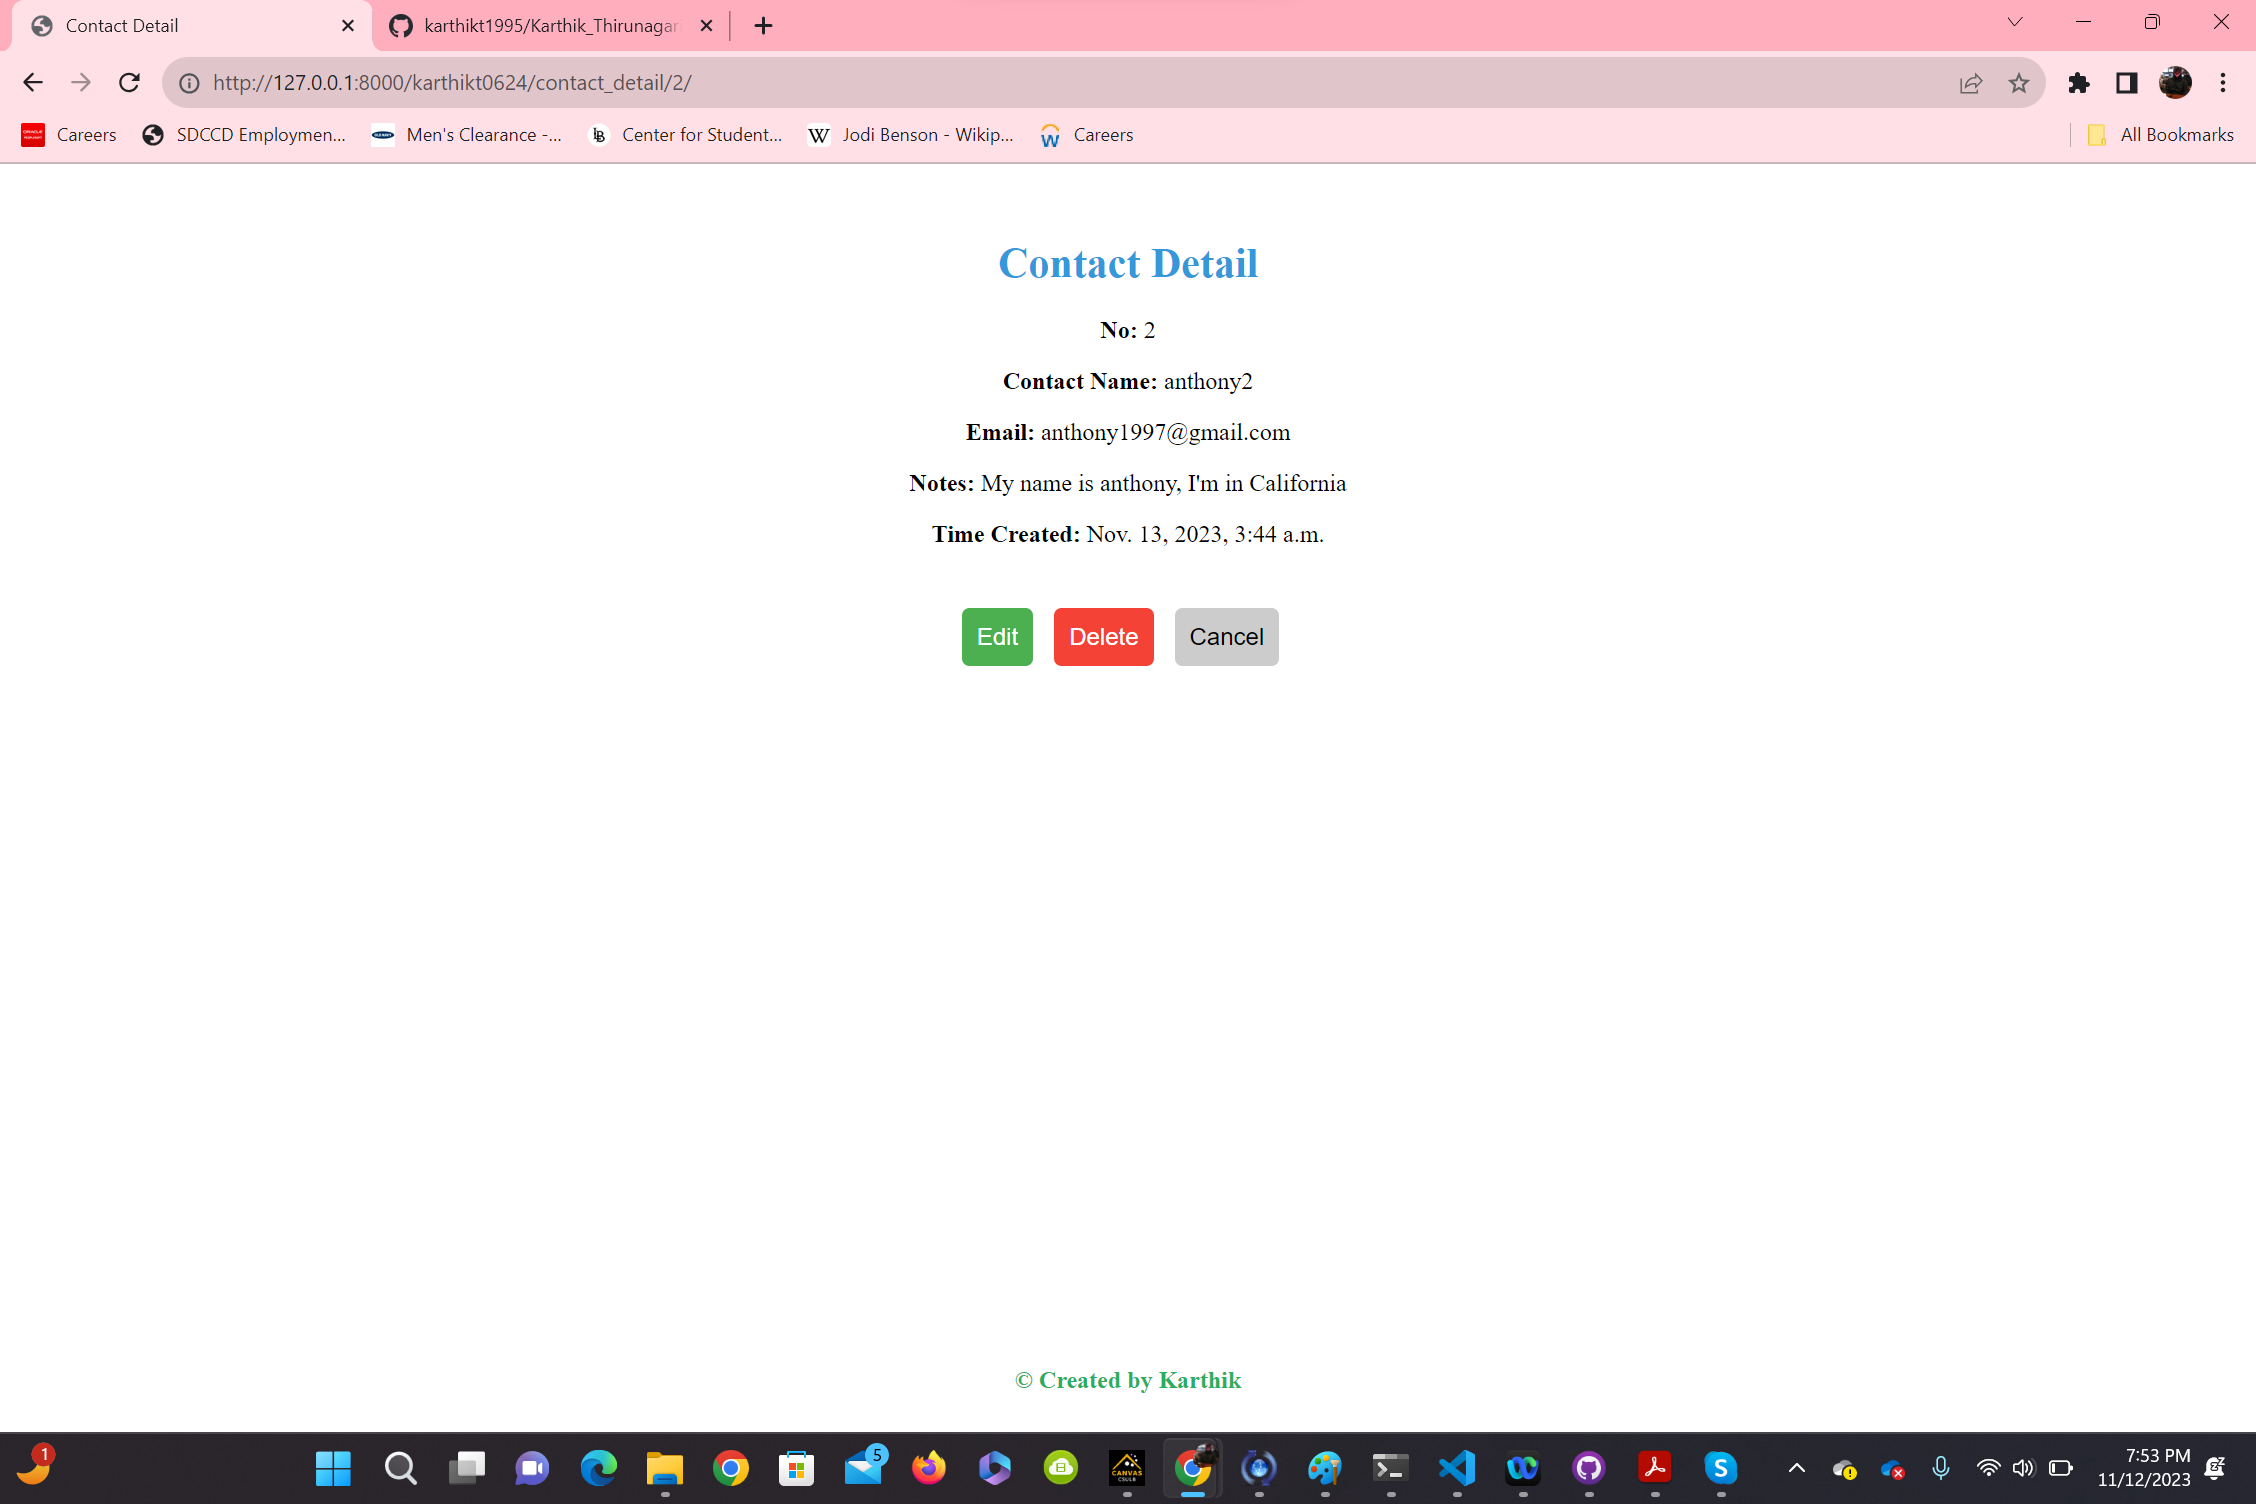 Contact Detail
karthikt1995/Karthik_Thirunagar
http://127.0.0.1:8000/karthikt0624/contact_detail/2/
Careers
SDCCD Employmen...
Men's Clearance -...
Center for Student...
Jodi Benson - Wikip...
Careers
All Bookmarks
Contact Detail
No: 2
Contact Name: anthony2
Email: anthony1997@gmail.com
Notes: My name is anthony, I'm in California
Time Created: Nov. 13, 2023, 3:44 a.m.
Edit
Delete
Cancel
© Created by Karthik
1
5
CANVAS
CSULB
7:53 PM
11/12/2023